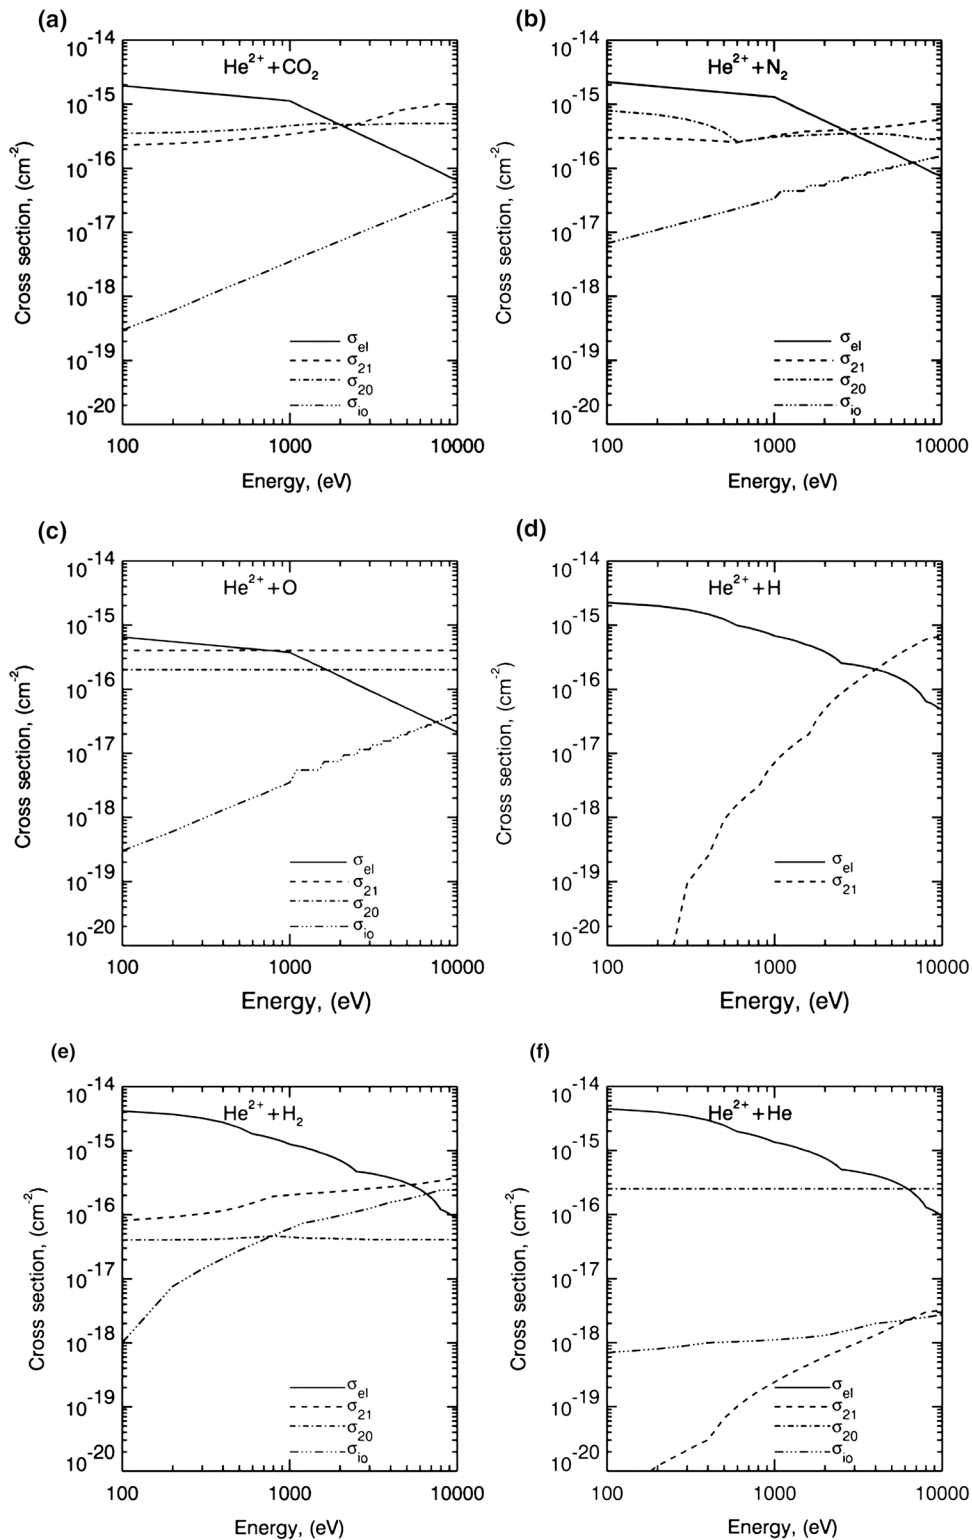 (a)
He²⁺+CO₂
10⁻¹⁴
10⁻¹⁵
10⁻¹⁶
10⁻¹⁷
10⁻¹⁸
10⁻¹⁹
10⁻²⁰
Cross section, (cm⁻²)
σel
σ21
σ20
σio
100 1000 10000
Energy, (eV)
(b)
He²⁺+N₂
10⁻¹⁴
10⁻¹⁵
10⁻¹⁶
10⁻¹⁷
10⁻¹⁸
10⁻¹⁹
10⁻²⁰
Cross section, (cm⁻²)
σel
σ21
σ20
σio
100 1000 10000
Energy, (eV)
(c)
He²⁺+O
10⁻¹⁴
10⁻¹⁵
10⁻¹⁶
10⁻¹⁷
10⁻¹⁸
10⁻¹⁹
10⁻²⁰
Cross section, (cm⁻²)
σel
σ21
σ20
σio
100 1000 10000
Energy, (eV)
(d)
He²⁺+H
10⁻¹⁴
10⁻¹⁵
10⁻¹⁶
10⁻¹⁷
10⁻¹⁸
10⁻¹⁹
10⁻²⁰
Cross section, (cm⁻²)
σel
σ21
100 1000 10000
Energy, (eV)
(e)
He²⁺+H₂
10⁻¹⁴
10⁻¹⁵
10⁻¹⁶
10⁻¹⁷
10⁻¹⁸
10⁻¹⁹
10⁻²⁰
Cross section, (cm⁻²)
σel
σ21
σ20
σio
100 1000 10000
Energy, (eV)
(f)
He²⁺+He
10⁻¹⁴
10⁻¹⁵
10⁻¹⁶
10⁻¹⁷
10⁻¹⁸
10⁻¹⁹
10⁻²⁰
Cross section, (cm⁻²)
σel
σ21
σ20
σio
100 1000 10000
Energy, (eV)